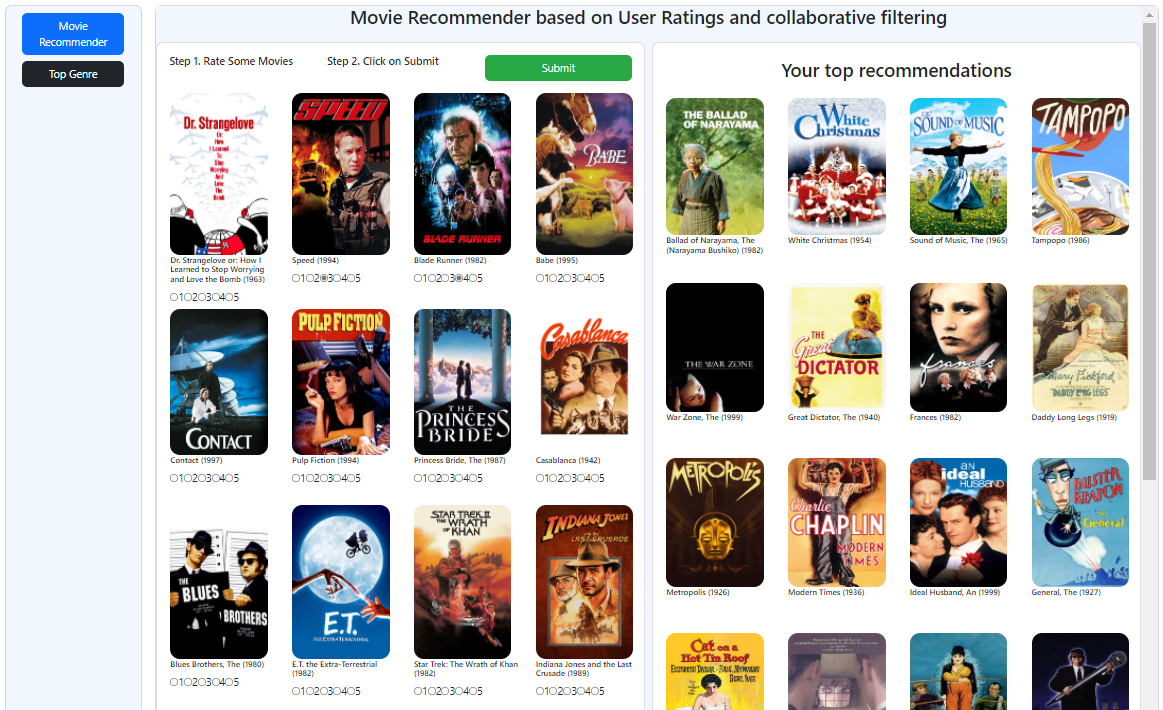 Movie
Recommender
Top Genre
Movie Recommender based on User Ratings and collaborative filtering
Step 1. Rate Some Movies
Step 2. Click on Submit
Submit
Dr. Strangelove
Or:
How
I Learned
To
Stop
Worrying
And
Love
The
Bomb
SPEED
BLADE RUNNER
BABE
Dr. Strangelove or: How I
Learned to Stop Worrying
and Love the Bomb (1963)
Speed (1994)
Blade Runner (1982)
Babe (1995)
1 2 3 4 5
1 2 3 4 5
1 2 3 4 5
1 2 3 4 5
CONTACT
PULP FICTION
THE
PRINCESS
BRIDE
Casablanca
Contact (1997)
Pulp Fiction (1994)
Princess Bride, The (1987)
Casablanca (1942)
1 2 3 4 5
1 2 3 4 5
1 2 3 4 5
1 2 3 4 5
THE
BLUES
BROTHERS
E.T.
THE EXTRA-TERRESTRIAL
STAR TREK II
THE WRATH
OF KHAN
INDIANA JONES
and the
LAST CRUSADE
Blues Brothers, The (1980)
E.T. the Extra-Terrestrial
(1982)
Star Trek: The Wrath of Khan
(1982)
Indiana Jones and the Last
Crusade (1989)
1 2 3 4 5
1 2 3 4 5
1 2 3 4 5
1 2 3 4 5
Your top recommendations
THE BALLAD
OF NARAYAMA
White
Christmas
THE
SOUND OF MUSIC
TAMPOPO
Ballad of Narayama, The
(Narayama Bushiko) (1982)
White Christmas (1954)
Sound of Music, The (1965)
Tampopo (1986)
THE WAR ZONE
THE
Great
DICTATOR
frances
Mary Pickford
DADDY LONG LEGS
War Zone, The (1999)
Great Dictator, The (1940)
Frances (1982)
Daddy Long Legs (1919)
METROPOLIS
Charlie
CHAPLIN
MODERN
TIMES
AN
ideal
HUSBAND
BUSTER
KEATON
The
General
Metropolis (1926)
Modern Times (1936)
Ideal Husband, An (1999)
General, The (1927)
Cat on a
Hot Tin Roof
ELIZABETH TAYLOR
PAUL NEWMAN
BURL IVES